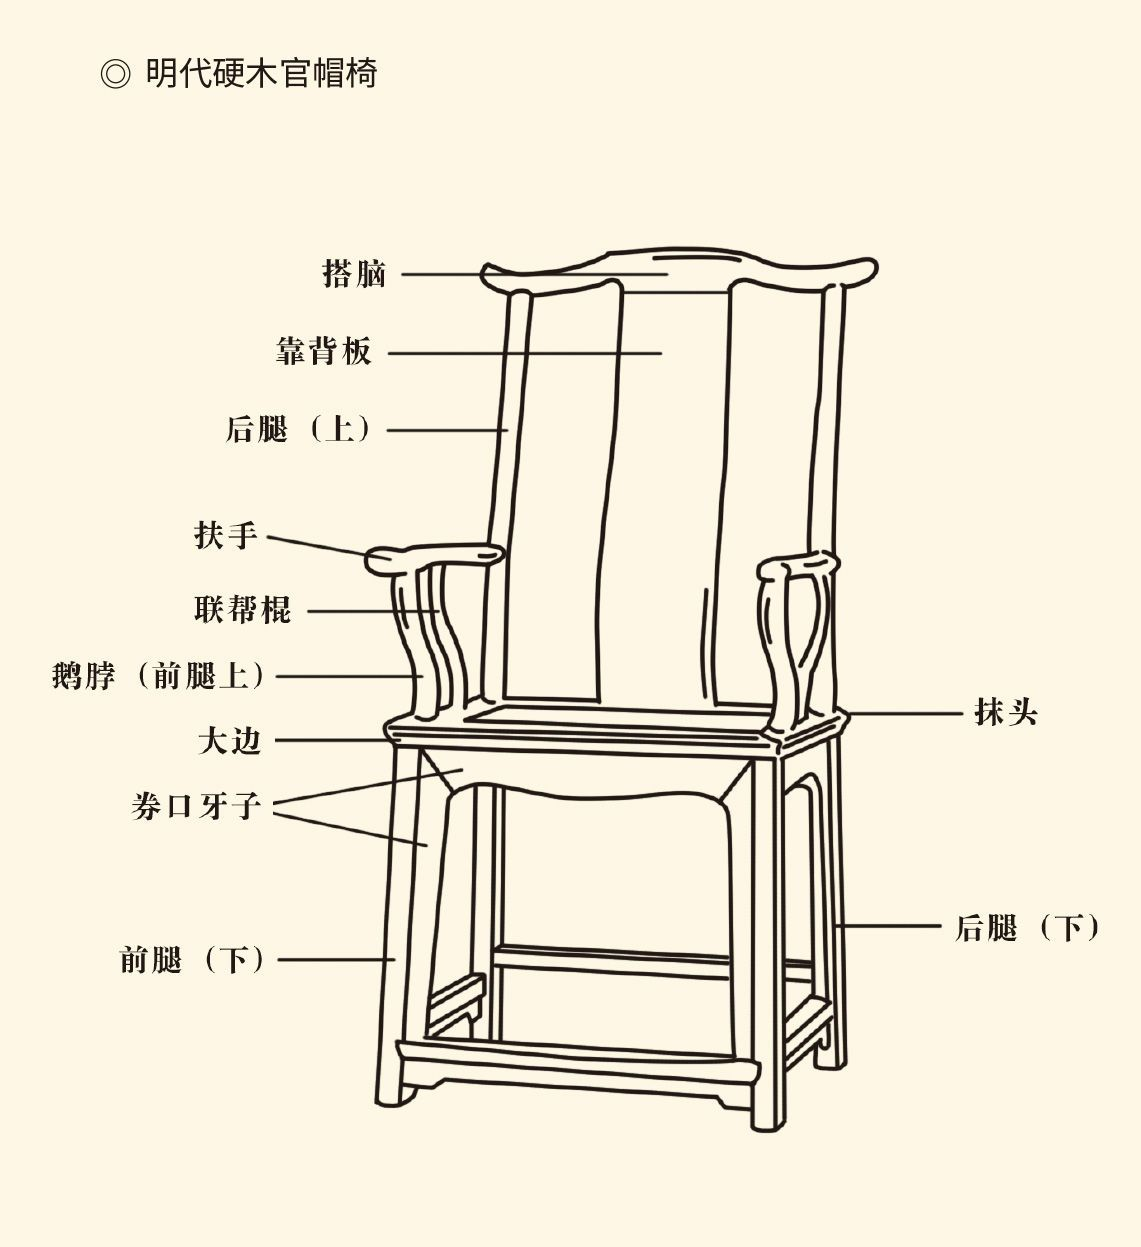 ◎ 明代硬木官帽椅
搭脑
靠背板
后腿（上）
扶手
联帮棍
鹅脖（前腿上）
抹头
大边
券口牙子
后腿（下）
前腿（下）